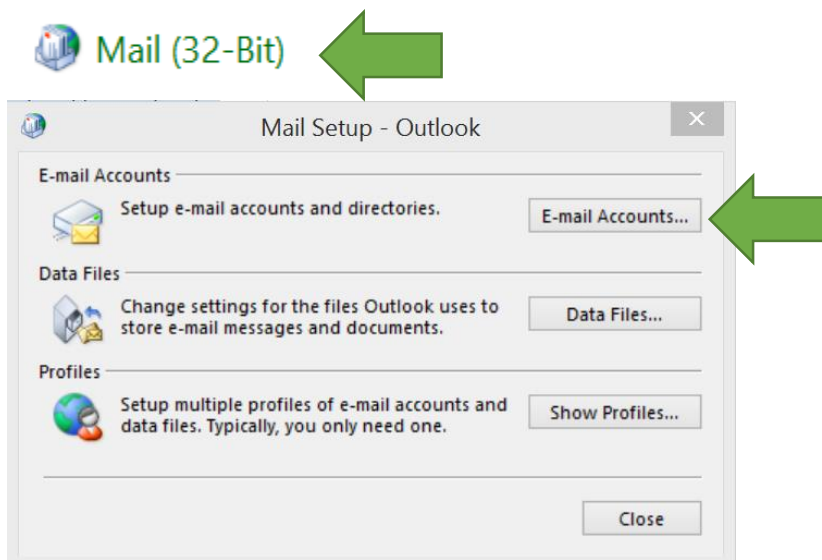 Mail (32-Bit)
Mail Setup - Outlook
E-mail Accounts
Setup e-mail accounts and directories.
E-mail Accounts...
Data Files
Change settings for the files Outlook uses to
store e-mail messages and documents.
Data Files...
Profiles
Setup multiple profiles of e-mail accounts and
data files. Typically, you only need one.
Show Profiles...
Close